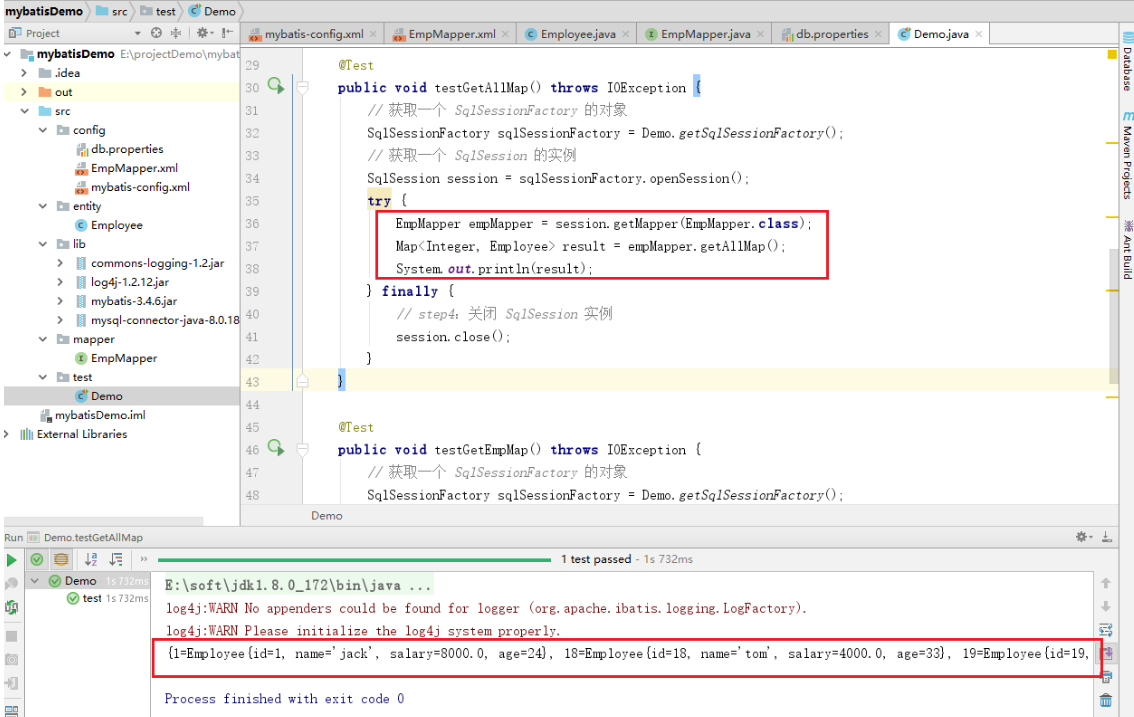 mybatisDemo src test Demo
Project
mybatis-config.xml EmpMapper.xml Employee.java EmpMapper.java db.properties Demo.java
mybatisDemo E:\projectDemo\mybat
.idea
out
src
config
db.properties
EmpMapper.xml
mybatis-config.xml
entity
Employee
lib
commons-logging-1.2.jar
log4j-1.2.12.jar
mybatis-3.4.6.jar
mysql-connector-java-8.0.18
mapper
EmpMapper
test
Demo
mybatisDemo.iml
External Libraries
29 @Test
30 public void testGetAllMap() throws IOException {
31 // 获取一个 SqlSessionFactory 的对象
32 SqlSessionFactory sqlSessionFactory = Demo.getSqlSessionFactory();
33 // 获取一个 SqlSession 的实例
34 SqlSession session = sqlSessionFactory.openSession();
35 try {
36 EmpMapper empMapper = session.getMapper(EmpMapper.class);
37 Map<Integer, Employee> result = empMapper.getAllMap();
38 System.out.println(result);
39 } finally {
40 // step4: 关闭 SqlSession 实例
41 session.close();
42 }
43 }
44
45 @Test
46 public void testGetEmpMap() throws IOException {
47 // 获取一个 SqlSessionFactory 的对象
48 SqlSessionFactory sqlSessionFactory = Demo.getSqlSessionFactory();
Demo
Database
Maven Projects
Ant Build
Run Demo.testGetAllMap
1 test passed - 1s 732ms
Demo 1s 732ms
test 1s 732ms
E:\soft\jdk1.8.0_172\bin\java ...
log4j:WARN No appenders could be found for logger (org.apache.ibatis.logging.LogFactory).
log4j:WARN Please initialize the log4j system properly.
{1=Employee{id=1, name='jack', salary=8000.0, age=24}, 18=Employee{id=18, name='tom', salary=4000.0, age=33}, 19=Employee{id=19,
Process finished with exit code 0